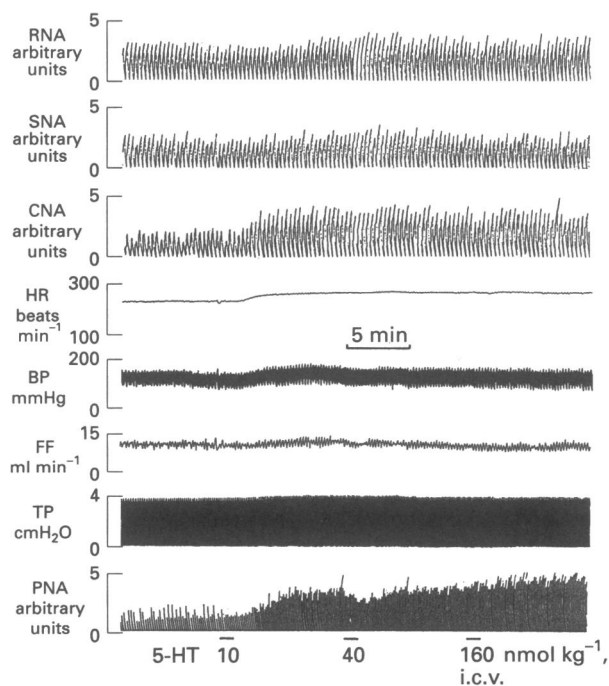 RNA
arbitrary
units
5
0
SNA
arbitrary
units
5
0
CNA
arbitrary
units
5
0
HR
beats
min⁻¹
300
100
5 min
BP
mmHg
200
0
FF
ml min⁻¹
15
0
TP
cmH₂O
4
0
PNA
arbitrary
units
5
0
5-HT 10 40 160 nmol kg⁻¹,
i.c.v.